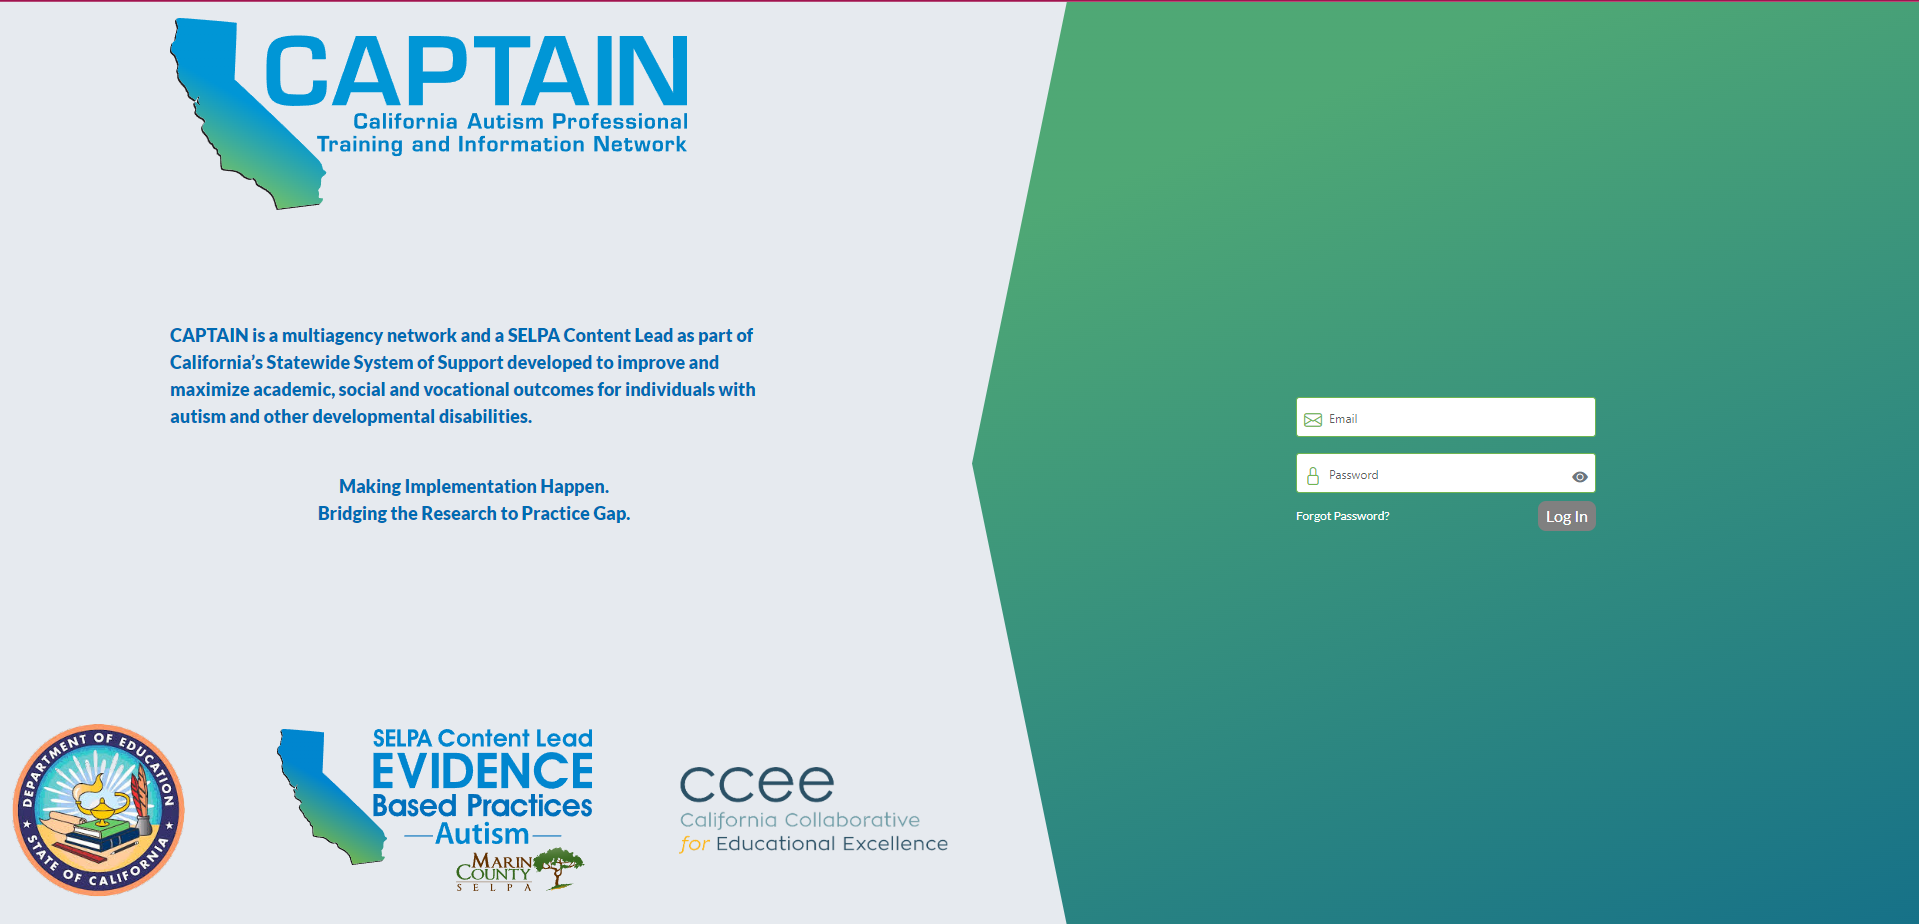 CAPTAIN
California Autism Professional
Training and Information Network
CAPTAIN is a multiagency network and a SELPA Content Lead as part of
California’s Statewide System of Support developed to improve and
maximize academic, social and vocational outcomes for individuals with
autism and other developmental disabilities.
Making Implementation Happen.
Bridging the Research to Practice Gap.
Email
Password
Forgot Password?
Log In
DEPARTMENT OF EDUCATION
STATE OF CALIFORNIA
SELPA Content Lead
EVIDENCE
Based Practices
Autism
MARIN
COUNTY
SELPA
ccee
California Collaborative
for Educational Excellence